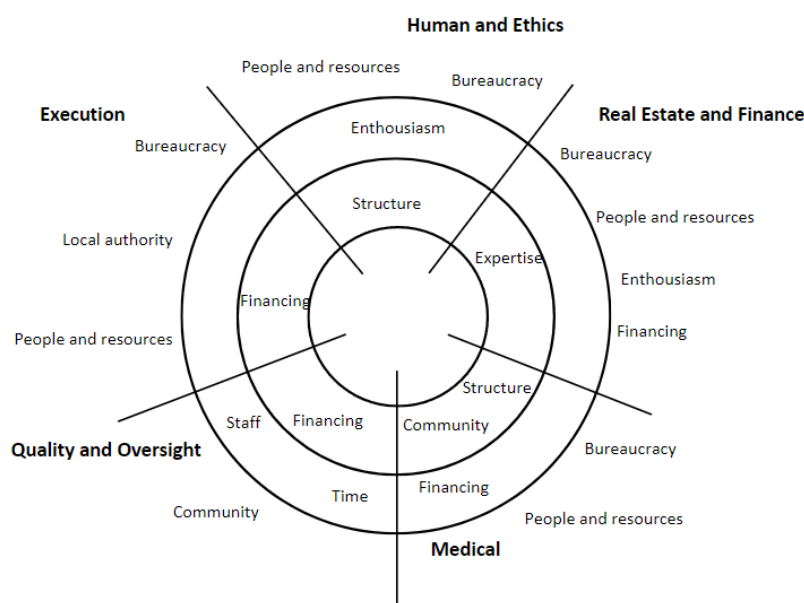 Human and Ethics
People and resources
Bureaucracy
Execution
Real Estate and Finance
Enthousiasm
Bureaucracy
Bureaucracy
Structure
People and resources
Local authority
Expertise
Enthousiasm
Financing
Financing
People and resources
Structure
Staff
Financing
Community
Quality and Oversight
Bureaucracy
Financing
Time
Community
People and resources
Medical